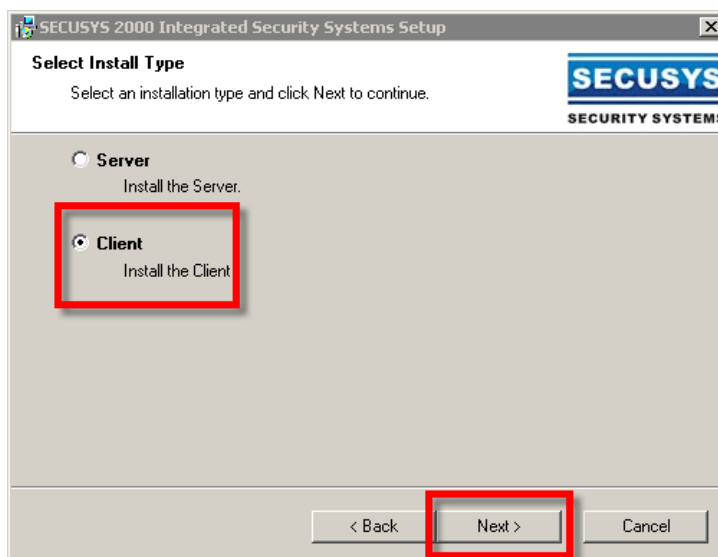 SECUSYS 2000 Integrated Security Systems Setup
Select Install Type
Select an installation type and click Next to continue.
SECUSYS
SECURITY SYSTEMS
Server
Install the Server.
Client
Install the Client
< Back
Next >
Cancel